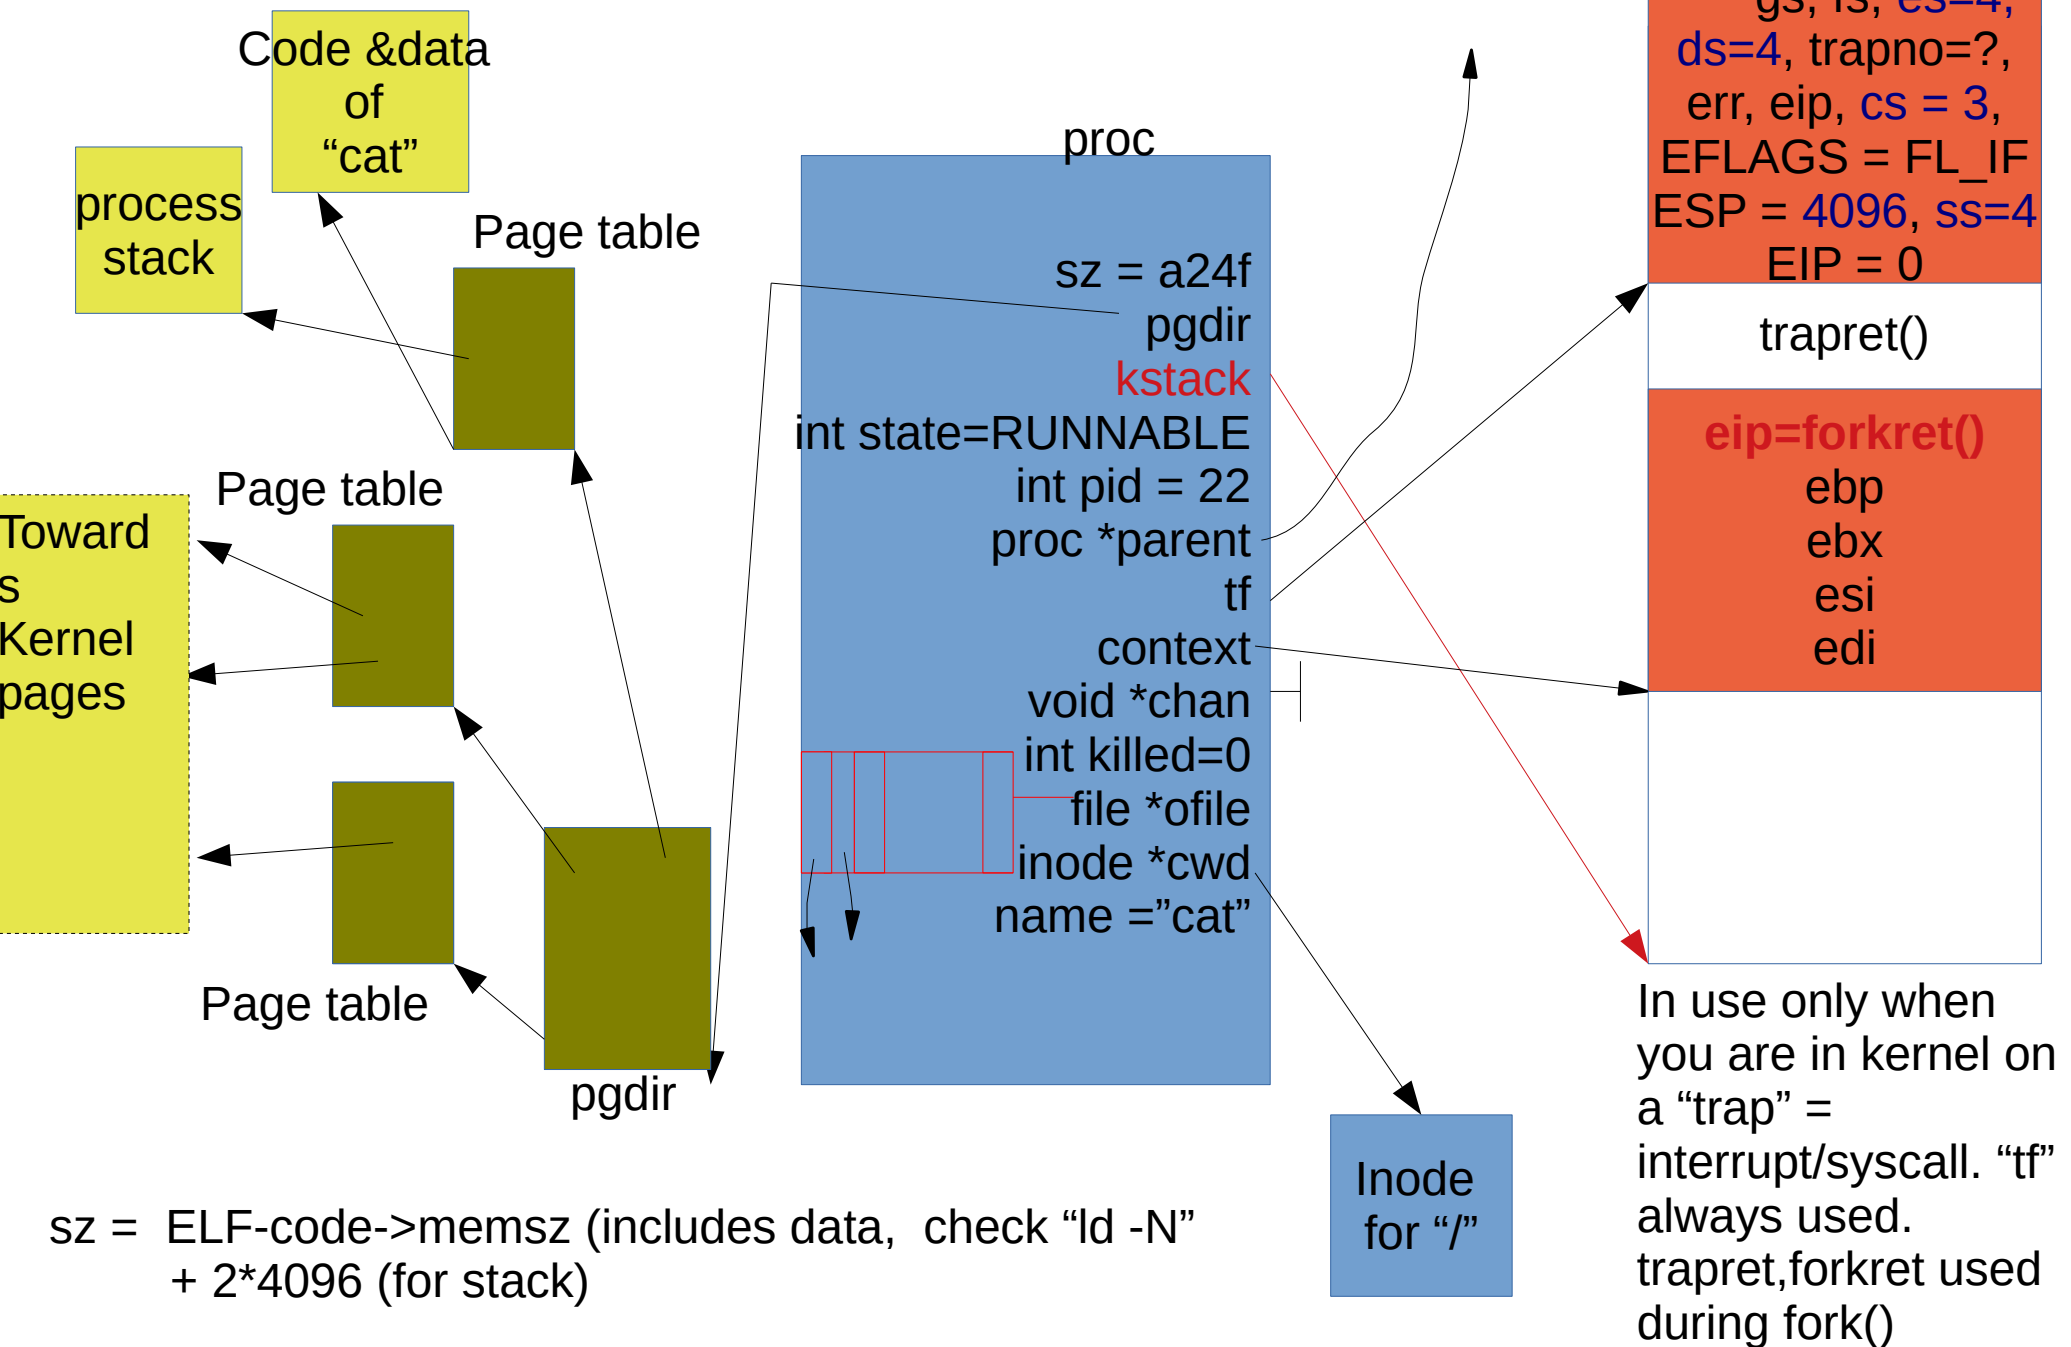 Code &data
of
“cat”
process
stack
Page table
Page table
Toward
s
Kernel
pages
Page table
pgdir
proc
sz = a24f
pgdir
kstack
int state=RUNNABLE
int pid = 22
proc *parent
tf
context
void *chan
int killed=0
file *ofile
inode *cwd
name =”cat”
gs, fs, es=4,
ds=4, trapno=?,
err, eip, cs = 3,
EFLAGS = FL_IF
ESP = 4096, ss=4
EIP = 0
trapret()
eip=forkret()
ebp
ebx
esi
edi
In use only when
you are in kernel on
a “trap” =
interrupt/syscall. “tf”
always used.
trapret,forkret used
during fork()
Inode
for “/”
sz =  ELF-code->memsz (includes data,  check “ld -N”
+ 2*4096 (for stack)